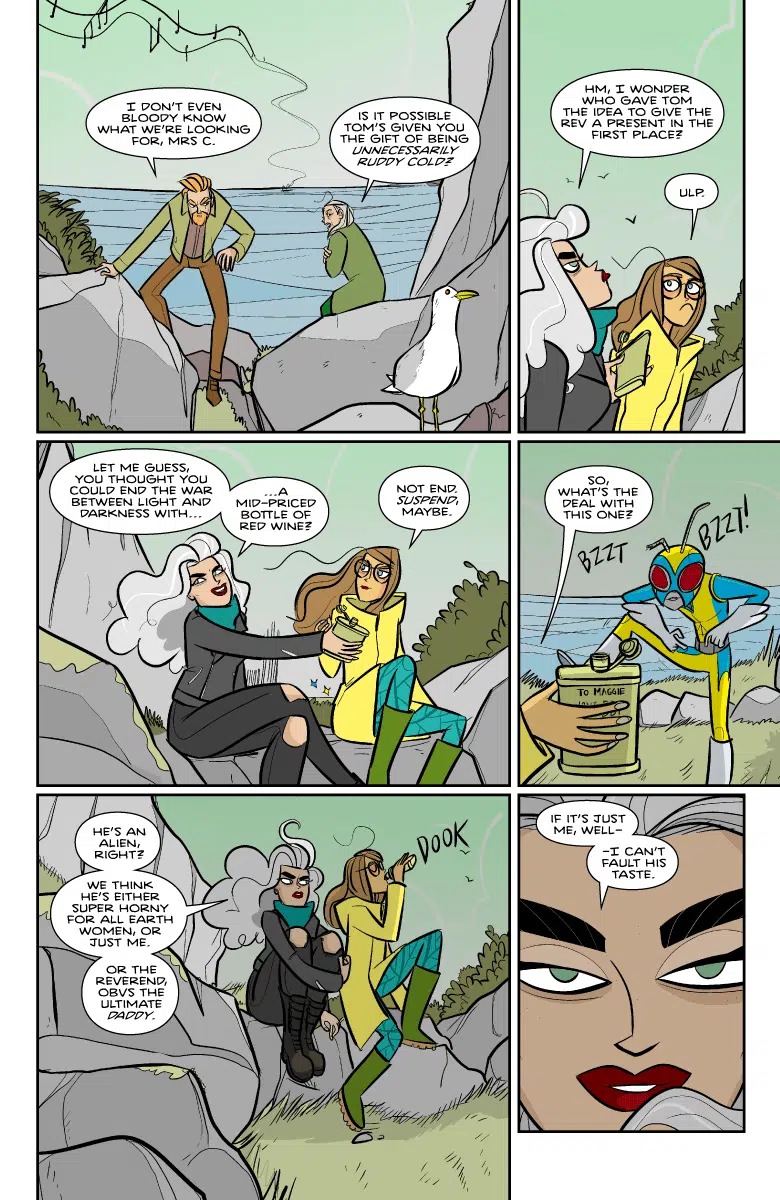 I DON'T EVEN
BLOODY KNOW
WHAT WE'RE LOOKING
FOR, MRS C.
IS IT POSSIBLE
TOM'S GIVEN YOU
THE GIFT OF BEING
UNNECESSARILY
RUDDY COLD?
HM, I WONDER
WHO GAVE TOM
THE IDEA TO GIVE THE
REV A PRESENT IN THE
FIRST PLACE?
ULP.
LET ME GUESS,
YOU THOUGHT YOU
COULD END THE WAR
BETWEEN LIGHT AND
DARKNESS WITH...
...A
MID-PRICED
BOTTLE OF
RED WINE?
NOT END.
SUSPEND,
MAYBE.
SO,
WHAT'S THE
DEAL WITH
THIS ONE?
BZZT
BZZT!
TO MAGGIE
HE'S AN
ALIEN,
RIGHT?
WE THINK
HE'S EITHER
SUPER HORNY
FOR ALL EARTH
WOMEN, OR
JUST ME.
OR THE
REVEREND,
OBVS THE
ULTIMATE
DADDY.
DOOK
IF IT'S JUST
ME, WELL–
–I CAN'T
FAULT HIS
TASTE.